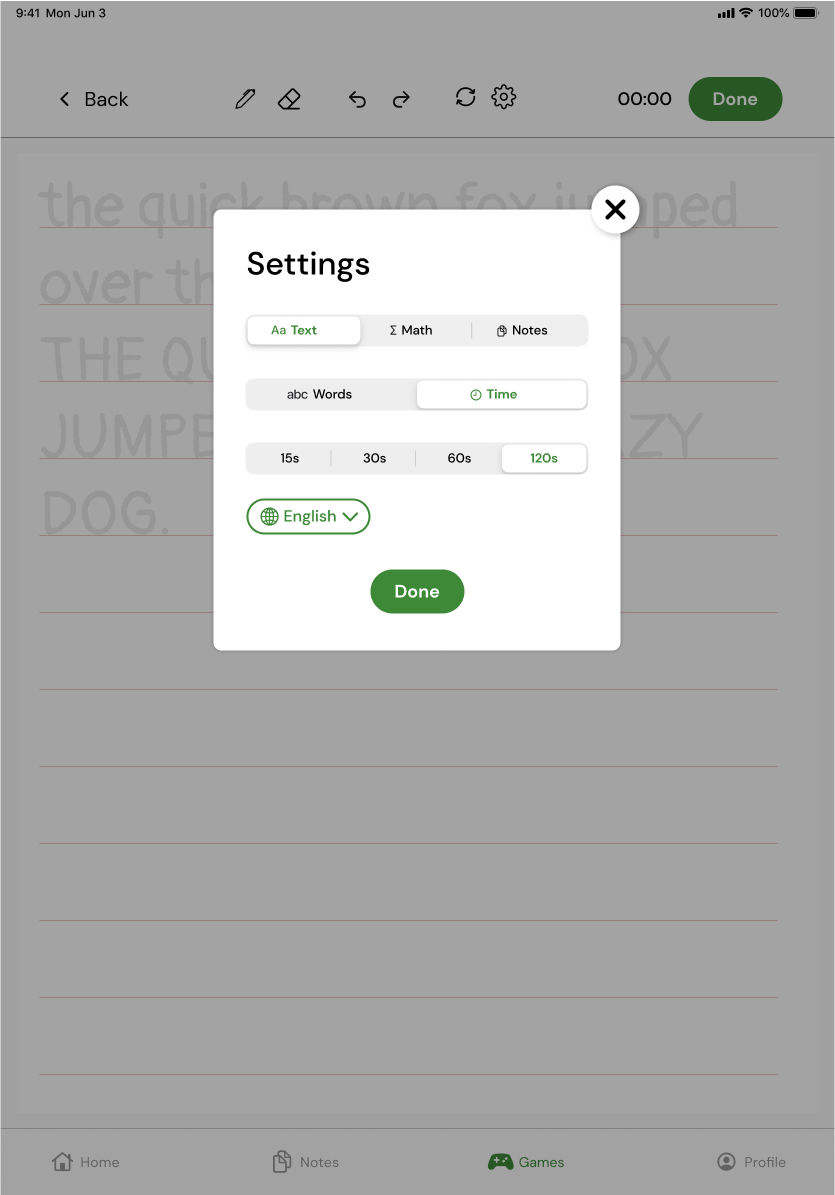 9:41 Mon Jun 3
100%
Back
00:00
Done
the quick brown fox jumped
over th
Settings
Aa Text
Σ Math
Notes
THE QU
OX
abc Words
Time
JUMPE
ZY
15s
30s
60s
120s
DOG.
English
Done
Home
Notes
Games
Profile